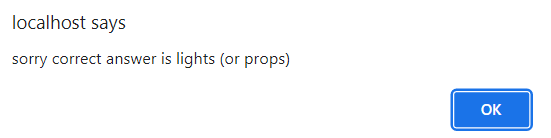 localhost says
sorry correct answer is lights (or props)
OK